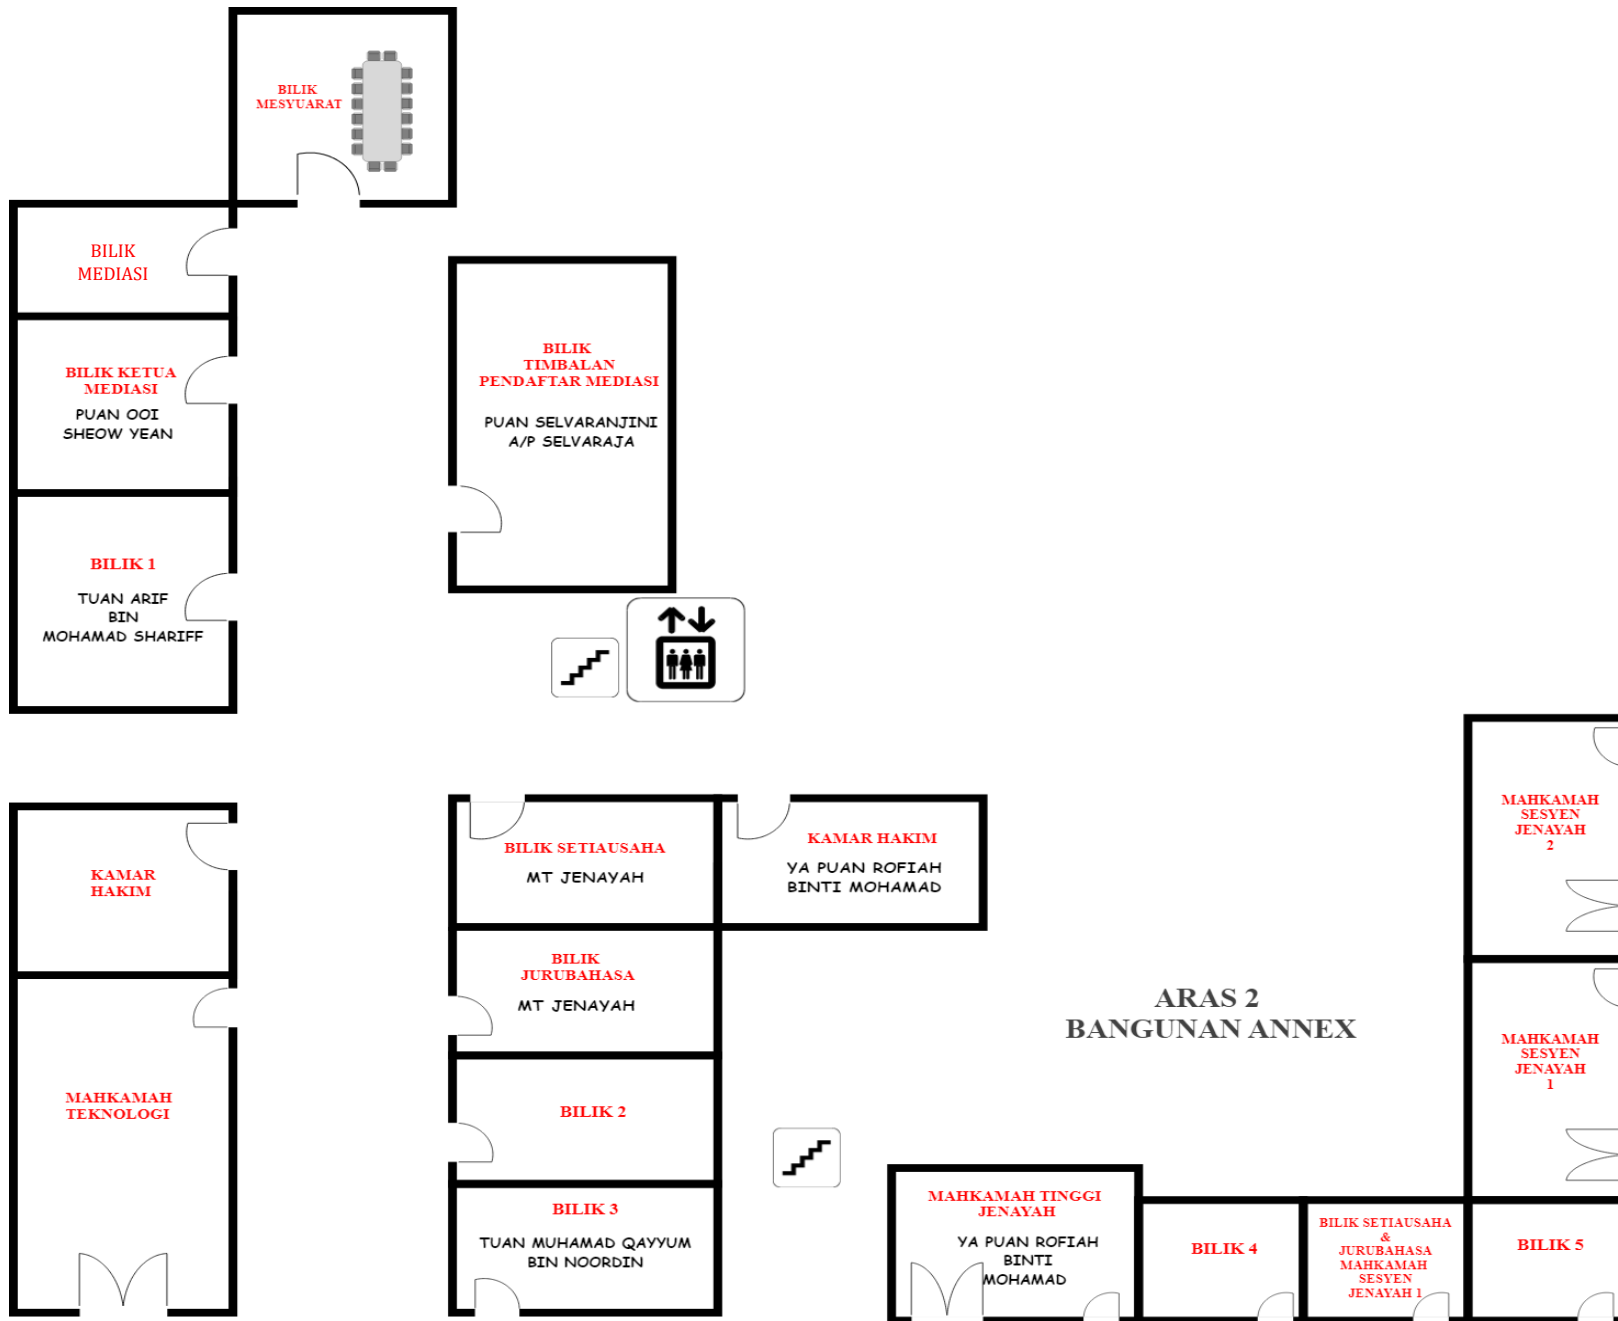 BILIK
MESYUARAT
BILIK
MEDIASI
BILIK KETUA
MEDIASI
PUAN OOI
SHEOW YEAN
BILIK
TIMBALAN
PENDAFTAR MEDIASI
PUAN SELVARANJINI
A/P SELVARAJA
BILIK 1
TUAN ARIF
BIN
MOHAMAD SHARIFF
KAMAR
HAKIM
BILIK SETIAUSAHA
MT JENAYAH
KAMAR HAKIM
YA PUAN ROFIAH
BINTI MOHAMAD
MAHKAMAH
SESYEN
JENAYAH
2
BILIK
JURUBAHASA
MT JENAYAH
ARAS 2
BANGUNAN ANNEX
MAHKAMAH
SESYEN
JENAYAH
1
MAHKAMAH
TEKNOLOGI
BILIK 2
BILIK 3
TUAN MUHAMAD QAYYUM
BIN NOORDIN
MAHKAMAH TINGGI
JENAYAH
YA PUAN ROFIAH
BINTI
MOHAMAD
BILIK 4
BILIK SETIAUSAHA
&
JURUBAHASA
MAHKAMAH
SESYEN
JENAYAH 1
BILIK 5